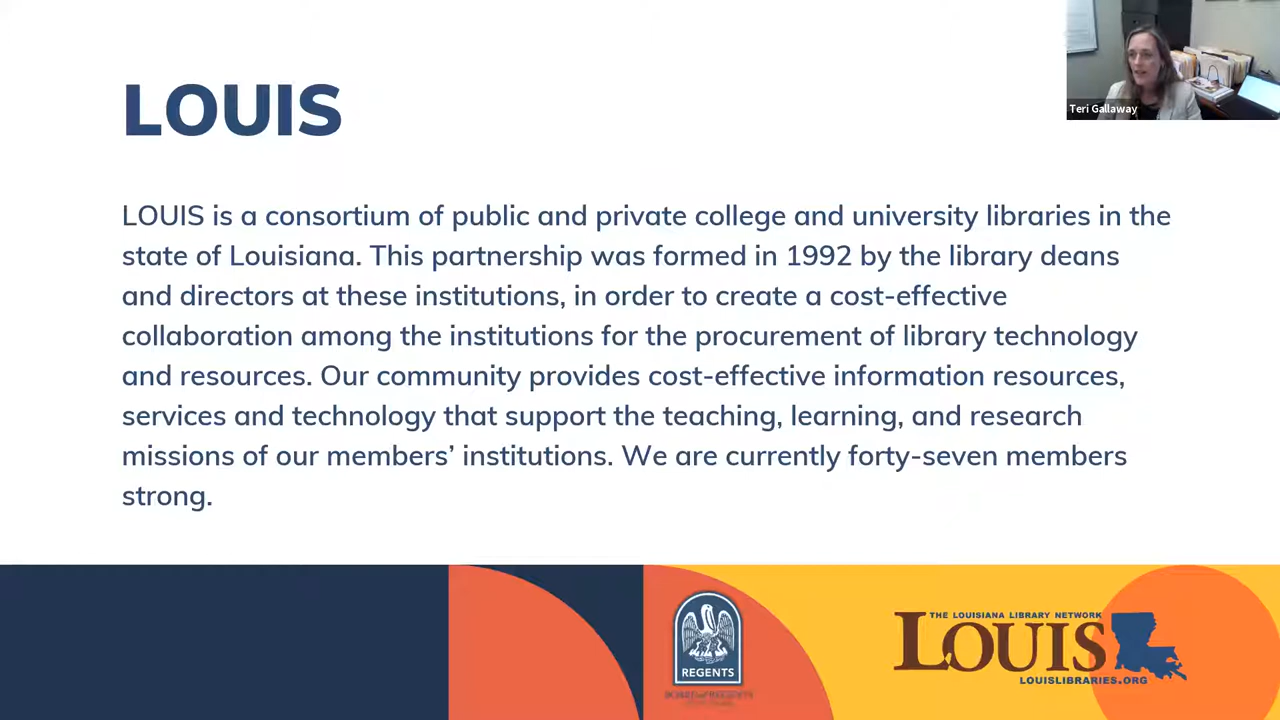 LOUIS
Teri Gallaway
LOUIS is a consortium of public and private college and university libraries in the
state of Louisiana. This partnership was formed in 1992 by the library deans
and directors at these institutions, in order to create a cost-effective
collaboration among the institutions for the procurement of library technology
and resources. Our community provides cost-effective information resources,
services and technology that support the teaching, learning, and research
missions of our members’ institutions. We are currently forty-seven members
strong.
REGENTS
THE LOUISIANA LIBRARY NETWORK
LOUIS
LOUISLIBRARIES.ORG